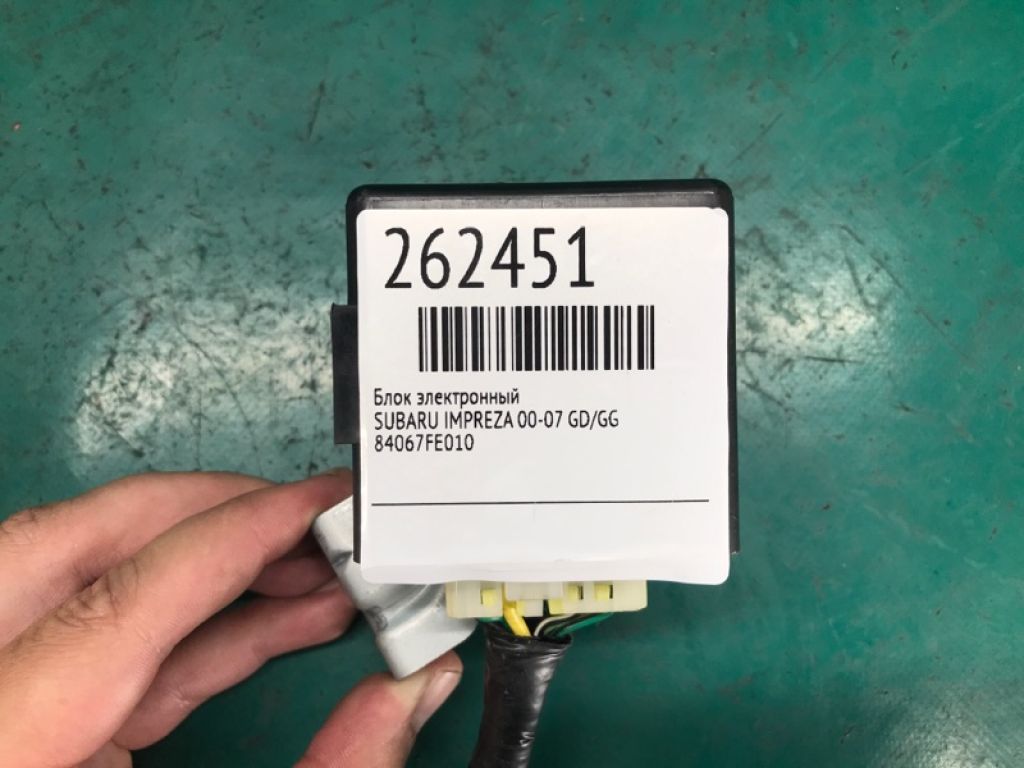 262451
Блок электронный
SUBARU IMPREZA 00-07 GD/GG
84067FE010